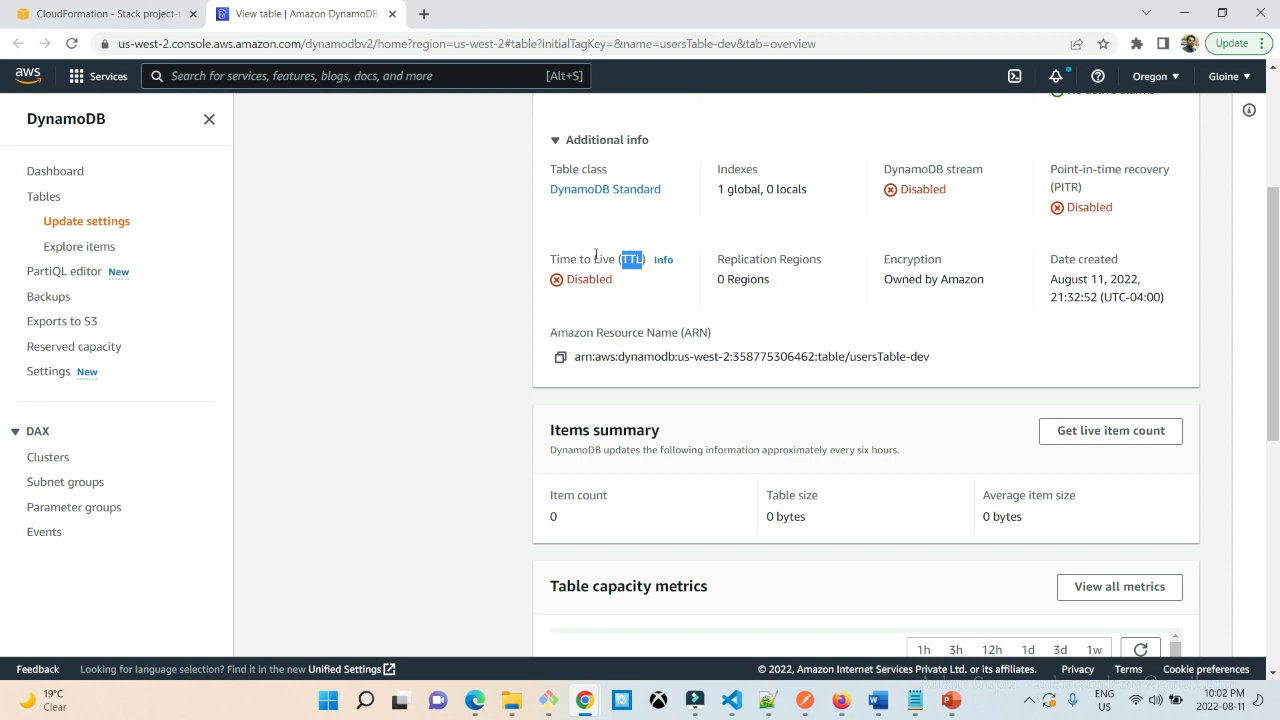 CloudFormation - Stack project-t
View table | Amazon DynamoDB
us-west-2.console.aws.amazon.com/dynamodbv2/home?region=us-west-2#table?initialTagKey=&name=usersTable-dev&tab=overview
Update
aws
Services
Search for services, features, blogs, docs, and more
[Alt+S]
Oregon
Gloine
DynamoDB
Dashboard
Tables
Update settings
Explore items
PartiQL editor New
Backups
Exports to S3
Reserved capacity
Settings New
DAX
Clusters
Subnet groups
Parameter groups
Events
No active alarms
Additional info
Table class
DynamoDB Standard
Indexes
1 global, 0 locals
DynamoDB stream
Disabled
Point-in-time recovery
(PITR)
Disabled
Time to Live (TTL) Info
Disabled
Replication Regions
0 Regions
Encryption
Owned by Amazon
Date created
August 11, 2022,
21:32:52 (UTC-04:00)
Amazon Resource Name (ARN)
arn:aws:dynamodb:us-west-2:358775306462:table/usersTable-dev
Items summary
Get live item count
DynamoDB updates the following information approximately every six hours.
Item count
0
Table size
0 bytes
Average item size
0 bytes
Table capacity metrics
View all metrics
1h 3h 12h 1d 3d 1w
Feedback
Looking for language selection? Find it in the new Unified Settings
© 2022, Amazon Internet Services Private Ltd. or its affiliates.
Privacy
Terms
Cookie preferences
19°C
Clear
ENG
IN
10:02 PM
2022-08-11